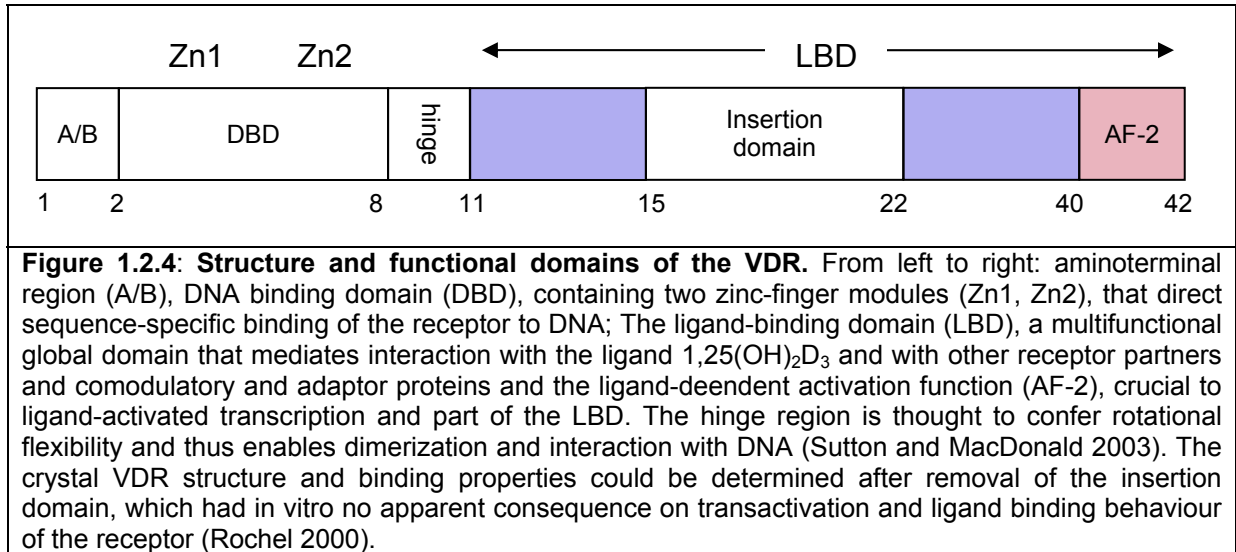 Zn1 Zn2 LBD
A/B DBD hinge Insertion domain AF-2
1 2 8 11 15 22 40 42
Figure 1.2.4: Structure and functional domains of the VDR. From left to right: aminoterminal
region (A/B), DNA binding domain (DBD), containing two zinc-finger modules (Zn1, Zn2), that direct
sequence-specific binding of the receptor to DNA; The ligand-binding domain (LBD), a multifunctional
global domain that mediates interaction with the ligand 1,25(OH)₂D₃ and with other receptor partners
and comodulatory and adaptor proteins and the ligand-deendent activation function (AF-2), crucial to
ligand-activated transcription and part of the LBD. The hinge region is thought to confer rotational
flexibility and thus enables dimerization and interaction with DNA (Sutton and MacDonald 2003). The
crystal VDR structure and binding properties could be determined after removal of the insertion
domain, which had in vitro no apparent consequence on transactivation and ligand binding behaviour
of the receptor (Rochel 2000).